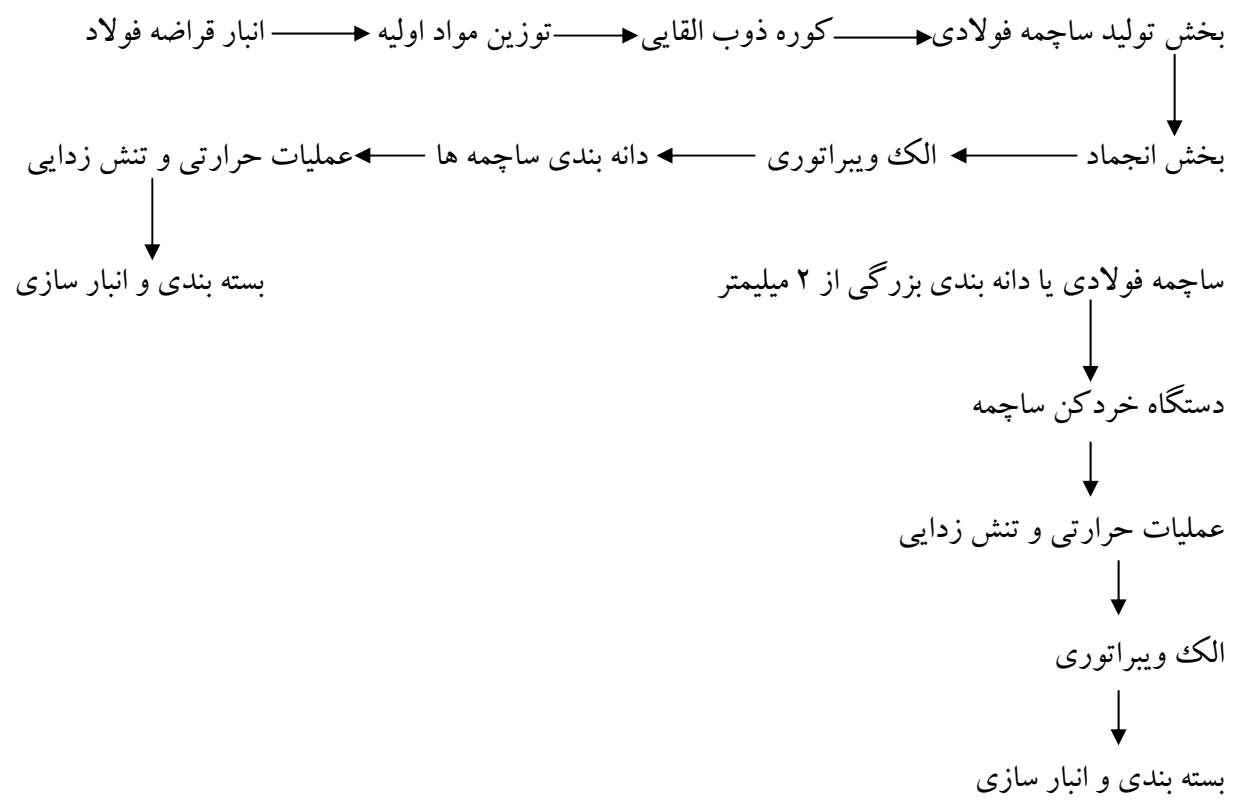 بخش تولید ساچمه فولادی کوره ذوب القایی توزین مواد اولیه انبار قراضه فولاد
بخش انجماد الک ویبراتوری دانه بندی ساچمه ها عملیات حرارتی و تنش زدایی
ساچمه فولادی یا دانه بندی بزرگی از ۲ میلیمتر بسته بندی و انبار سازی
دستگاه خردکن ساچمه
عملیات حرارتی و تنش زدایی
الک ویبراتوری
بسته بندی و انبار سازی